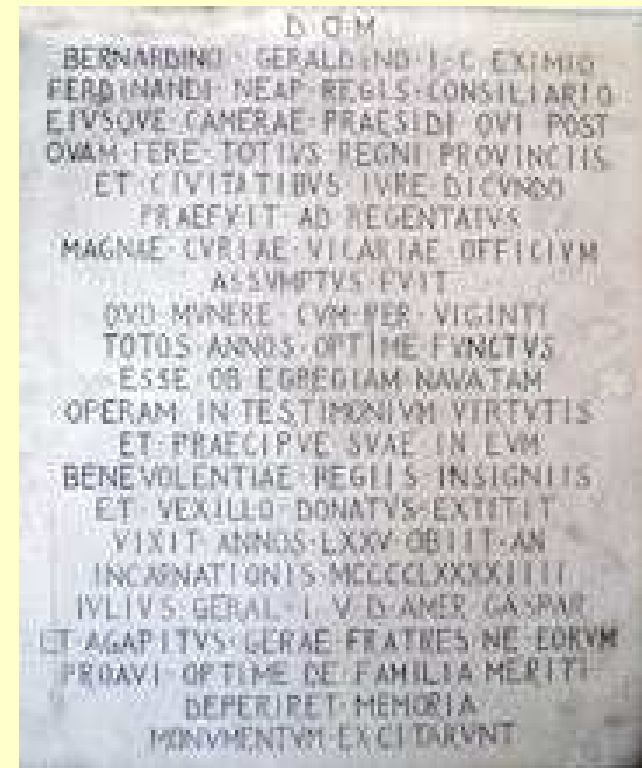 D·O·M
BERNARDINO · GERALDINO · I · C · EXIMIO
FERDINANDI NEAP REGIS · CONSILIARIO
EIVSQVE CAMERAE PRAESIDI QVI POST
QVAM FERE TOTIVS REGNI PROVINCIIS
ET CIVITATIBVS IVRE DICVNDO
PRAEFVIT AD REGENTATVS
MAGNAE CVRIAE VICARIAE OFFICIVM
ASSVMPTVS FVIT
QVO MVNERE CVM PER VIGINTI
TOTOS ANNOS OPTIME FVNCTVS
ESSE OB EGREGIAM NAVATAM
OPERAM IN TESTIMONIVM VIRTVTIS
ET PRAECIPVE SVAE IN EVM
BENEVOLENTIAE REGIIS INSIGNIIS
ET VEXILLO DONATVS EXTITIT
VIXIT ANNOS LXXV OBIIT AN
INCARNATIONIS MCCCCLXXXXIIII
IVLIVS GERAL · I · V · D · AMER GASPAR
ET AGAPITVS GERAE FRATRES NE EORVM
PROAVI OPTIME DE FAMILIA MERITI
DEPERIRET MEMORIA
MONVMENTVM EXCITARVNT